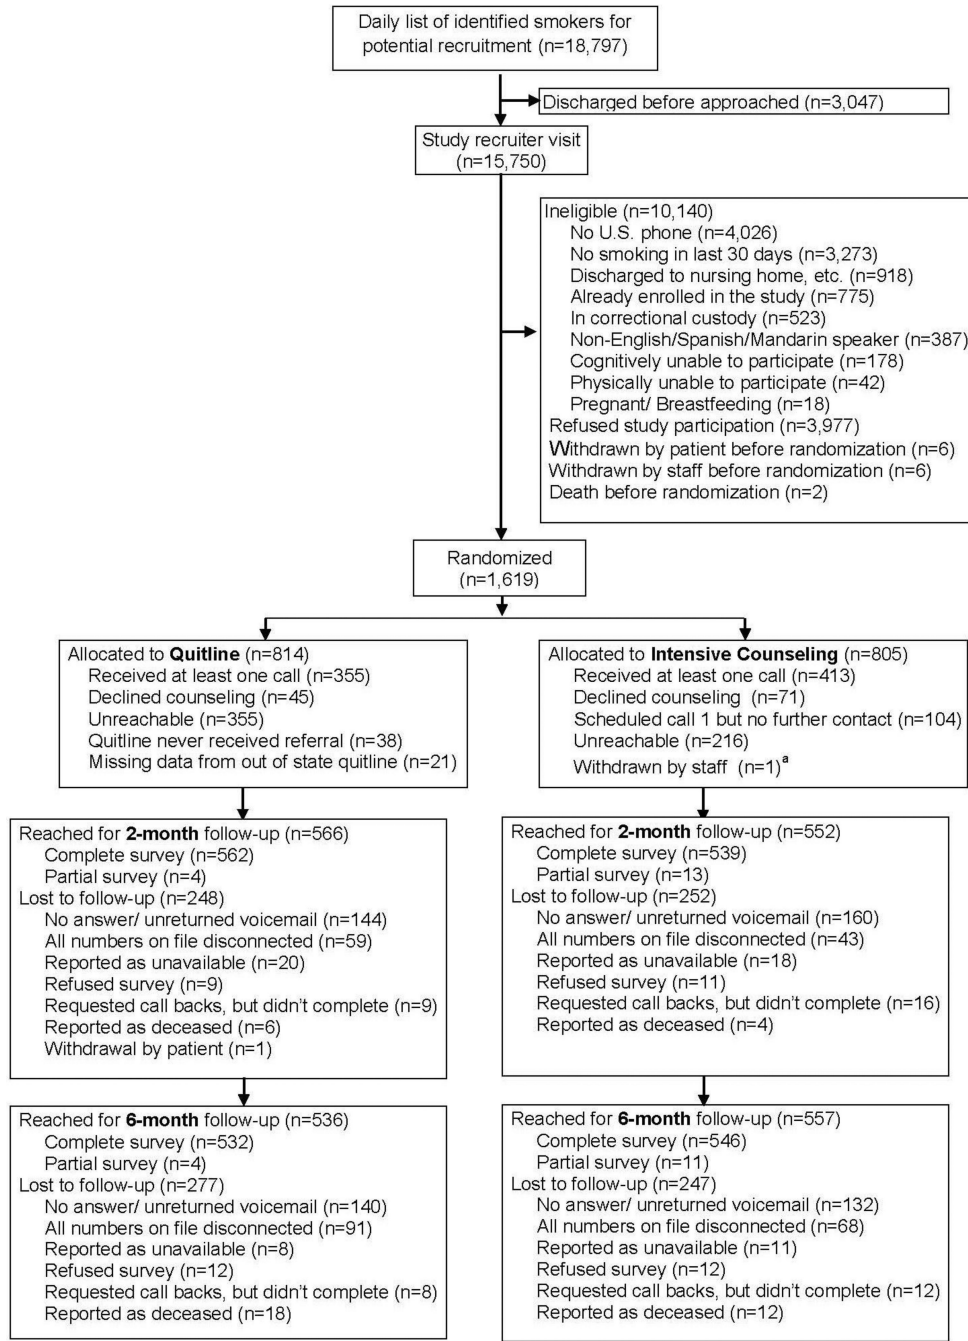 Daily list of identified smokers for
potential recruitment (n=18,797)
Discharged before approached (n=3,047)
Study recruiter visit
(n=15,750)
Ineligible (n=10,140)
No U.S. phone (n=4,026)
No smoking in last 30 days (n=3,273)
Discharged to nursing home, etc. (n=918)
Already enrolled in the study (n=775)
In correctional custody (n=523)
Non-English/Spanish/Mandarin speaker (n=387)
Cognitively unable to participate (n=178)
Physically unable to participate (n=42)
Pregnant/ Breastfeeding (n=18)
Refused study participation (n=3,977)
Withdrawn by patient before randomization (n=6)
Withdrawn by staff before randomization (n=6)
Death before randomization (n=2)
Randomized
(n=1,619)
Allocated to Quitline (n=814)
Received at least one call (n=355)
Declined counseling (n=45)
Unreachable (n=355)
Quitline never received referral (n=38)
Missing data from out of state quitline (n=21)
Allocated to Intensive Counseling (n=805)
Received at least one call (n=413)
Declined counseling (n=71)
Scheduled call 1 but no further contact (n=104)
Unreachable (n=216)
Withdrawn by staff (n=1)a
Reached for 2-month follow-up (n=566)
Complete survey (n=562)
Partial survey (n=4)
Lost to follow-up (n=248)
No answer/ unreturned voicemail (n=144)
All numbers on file disconnected (n=59)
Reported as unavailable (n=20)
Refused survey (n=9)
Requested call backs, but didn't complete (n=9)
Reported as deceased (n=6)
Withdrawal by patient (n=1)
Reached for 2-month follow-up (n=552)
Complete survey (n=539)
Partial survey (n=13)
Lost to follow-up (n=252)
No answer/ unreturned voicemail (n=160)
All numbers on file disconnected (n=43)
Reported as unavailable (n=18)
Refused survey (n=11)
Requested call backs, but didn't complete (n=16)
Reported as deceased (n=4)
Reached for 6-month follow-up (n=536)
Complete survey (n=532)
Partial survey (n=4)
Lost to follow-up (n=277)
No answer/ unreturned voicemail (n=140)
All numbers on file disconnected (n=91)
Reported as unavailable (n=8)
Refused survey (n=12)
Requested call backs, but didn't complete (n=8)
Reported as deceased (n=18)
Reached for 6-month follow-up (n=557)
Complete survey (n=546)
Partial survey (n=11)
Lost to follow-up (n=247)
No answer/ unreturned voicemail (n=132)
All numbers on file disconnected (n=68)
Reported as unavailable (n=11)
Refused survey (n=12)
Requested call backs, but didn't complete (n=12)
Reported as deceased (n=12)